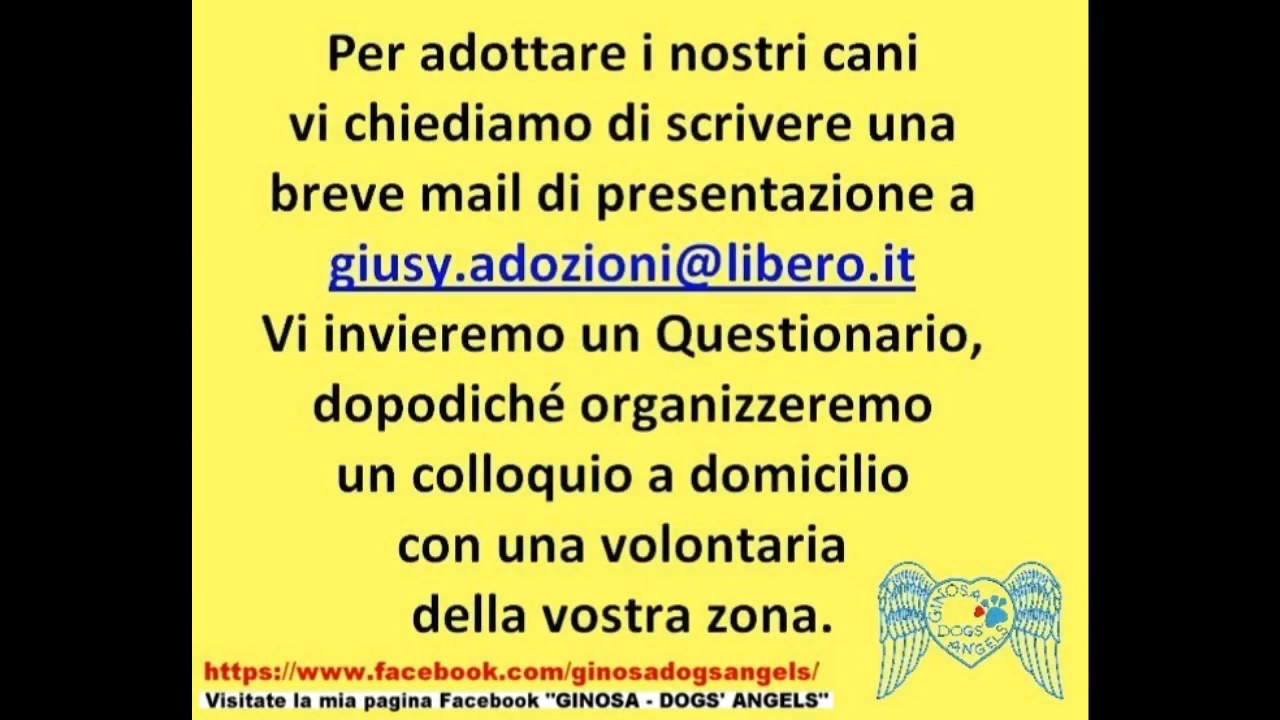 Per adottare i nostri cani
vi chiediamo di scrivere una
breve mail di presentazione a
giusy.adozioni@libero.it
Vi invieremo un Questionario,
dopodiché organizzeremo
un colloquio a domicilio
con una volontaria
della vostra zona.
GINOSA
DOGS'
ANGELS
https://www.facebook.com/ginosadogsangels/
Visitate la mia pagina Facebook "GINOSA - DOGS' ANGELS"